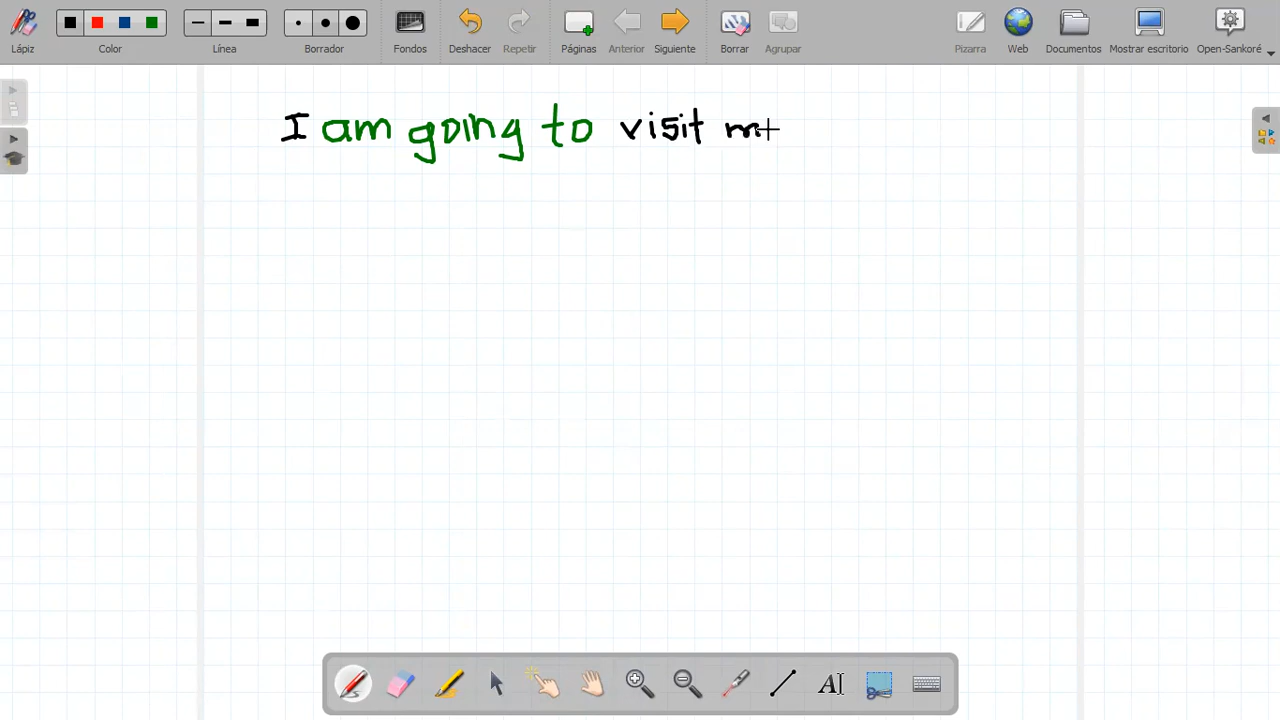 Lápiz Color Línea Borrador Fondos Deshacer Repetir Páginas Anterior Siguiente Borrar Agrupar Pizarra Web Documentos Mostrar escritorio Open-Sankoré
I am going to visit m
AI